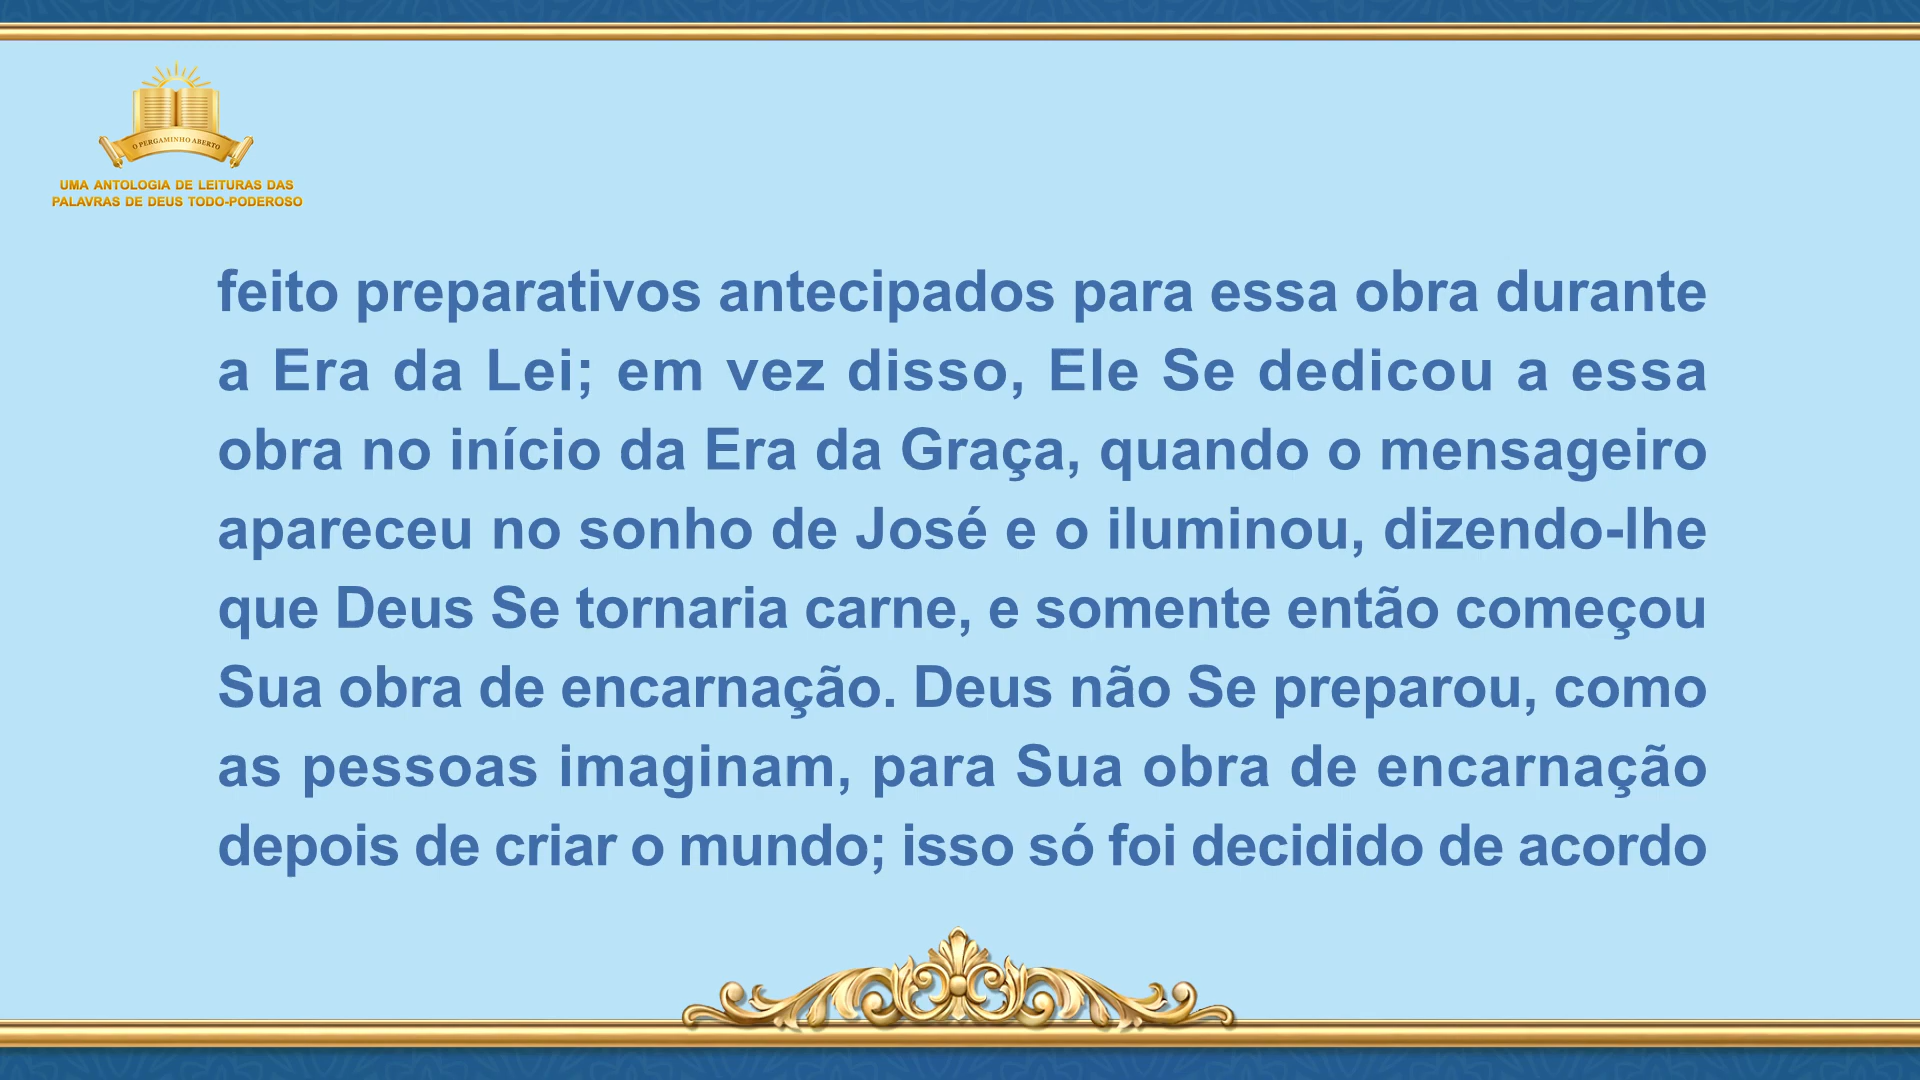 O PERGAMINHO ABERTO
UMA ANTOLOGIA DE LEITURAS DAS
PALAVRAS DE DEUS TODO-PODEROSO
feito preparativos antecipados para essa obra durante
a Era da Lei; em vez disso, Ele Se dedicou a essa
obra no início da Era da Graça, quando o mensageiro
apareceu no sonho de José e o iluminou, dizendo-lhe
que Deus Se tornaria carne, e somente então começou
Sua obra de encarnação. Deus não Se preparou, como
as pessoas imaginam, para Sua obra de encarnação
depois de criar o mundo; isso só foi decidido de acordo